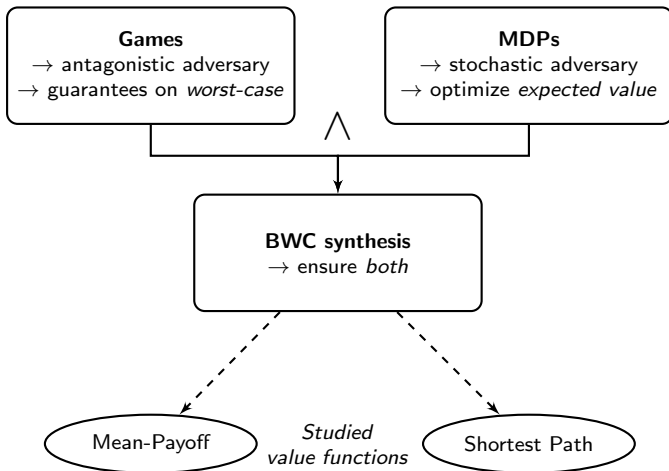 Games
→ antagonistic adversary
→ guarantees on worst-case
MDPs
→ stochastic adversary
→ optimize expected value
∧
BWC synthesis
→ ensure both
Mean-Payoff
Studied
value functions
Shortest Path